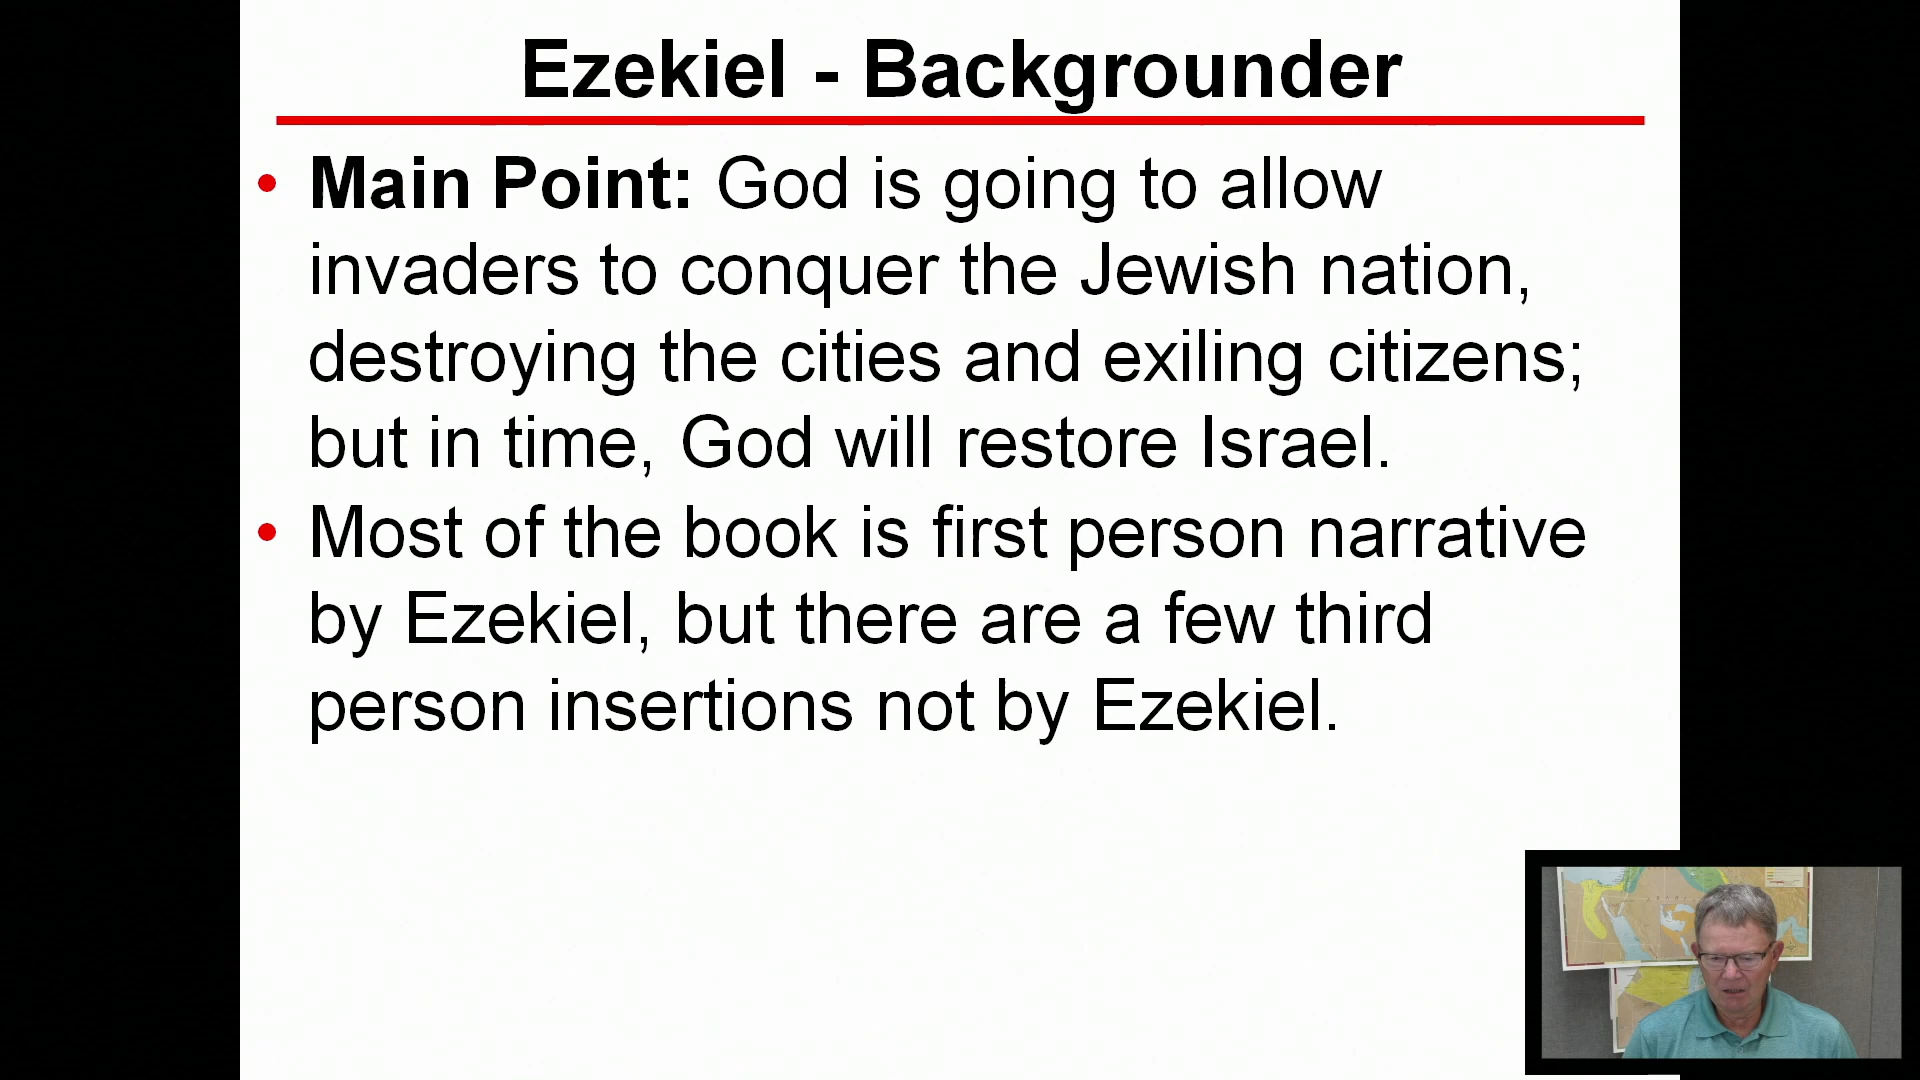 Ezekiel - Backgrounder
• Main Point: God is going to allow
invaders to conquer the Jewish nation,
destroying the cities and exiling citizens;
but in time, God will restore Israel.
• Most of the book is first person narrative
by Ezekiel, but there are a few third
person insertions not by Ezekiel.